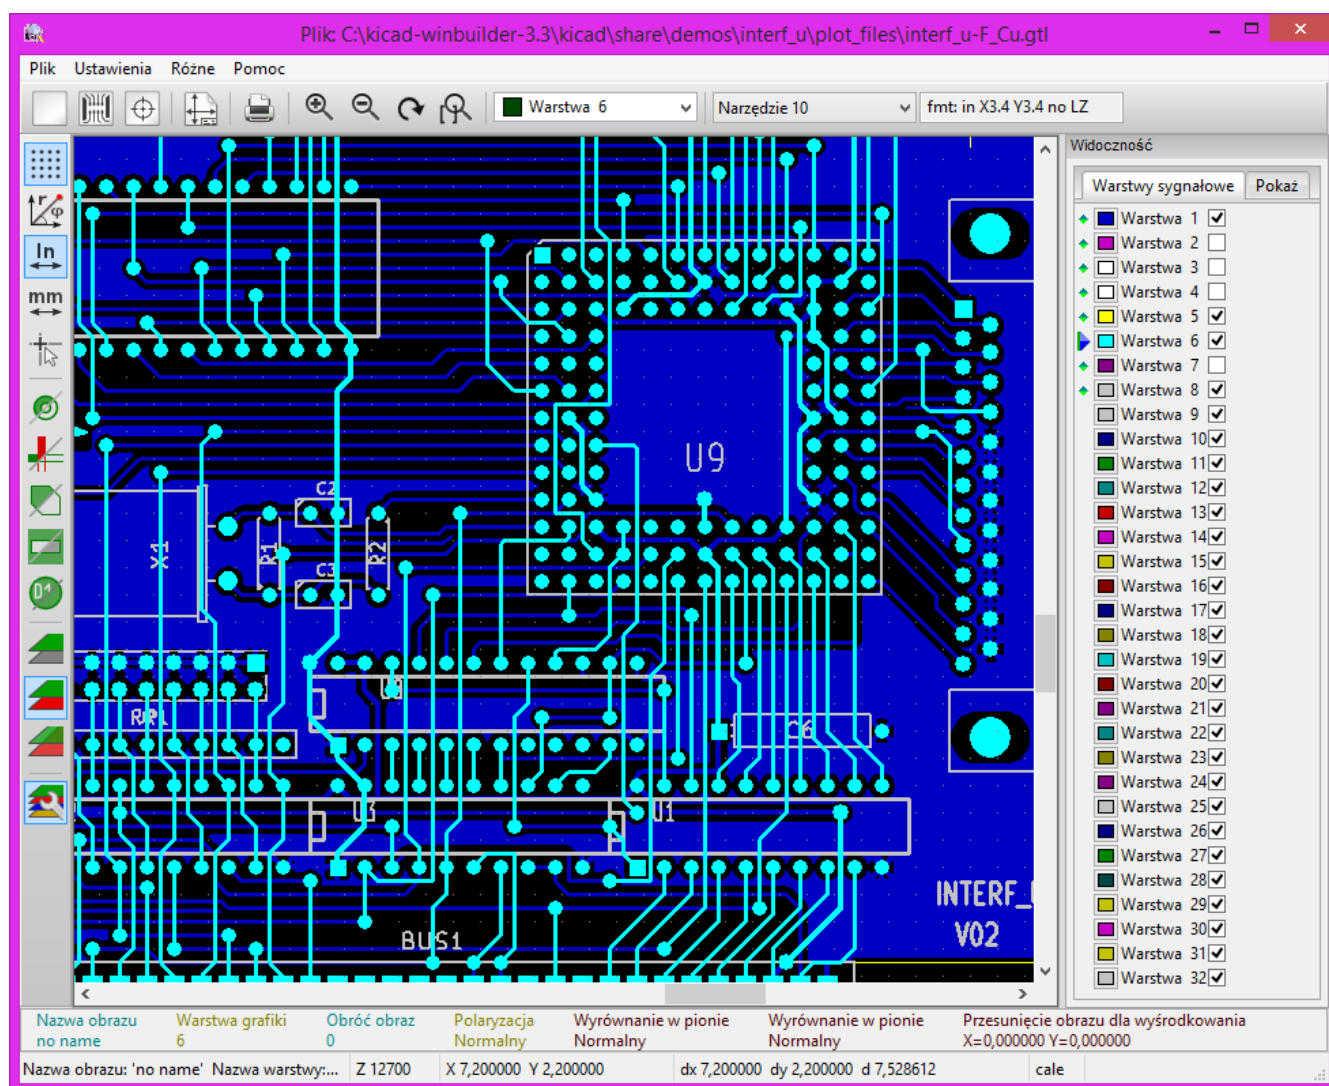 Plik: C:\kicad-winbuilder-3.3\kicad\share\demos\interf_u\plot_files\interf_u-F_Cu.gtl
Plik Ustawienia Różne Pomoc
Warstwa 6 Narzędzie 10 fmt: in X3.4 Y3.4 no LZ
Widoczność
Warstwy sygnałowe Pokaż
In
mm
Warstwa 1
Warstwa 2
Warstwa 3
Warstwa 4
Warstwa 5
Warstwa 6
Warstwa 7
Warstwa 8
Warstwa 9
Warstwa 10
Warstwa 11
Warstwa 12
Warstwa 13
Warstwa 14
Warstwa 15
Warstwa 16
Warstwa 17
Warstwa 18
Warstwa 19
Warstwa 20
Warstwa 21
Warstwa 22
Warstwa 23
Warstwa 24
Warstwa 25
Warstwa 26
Warstwa 27
Warstwa 28
Warstwa 29
Warstwa 30
Warstwa 31
Warstwa 32
U9
C2
X1
R1
R2
C3
C6
U3
U1
BUS1
V02
Nazwa obrazu Warstwa grafiki Obróć obraz Polaryzacja Wyrównanie w pionie Wyrównanie w pionie Przesunięcie obrazu dla wyśrodkowania
no name 6 0 Normalny Normalny Normalny X=0,000000 Y=0,000000
Nazwa obrazu: 'no name' Nazwa warstwy:... Z 12700 X 7,200000 Y 2,200000 dx 7,200000 dy 2,200000 d 7,528612 cale